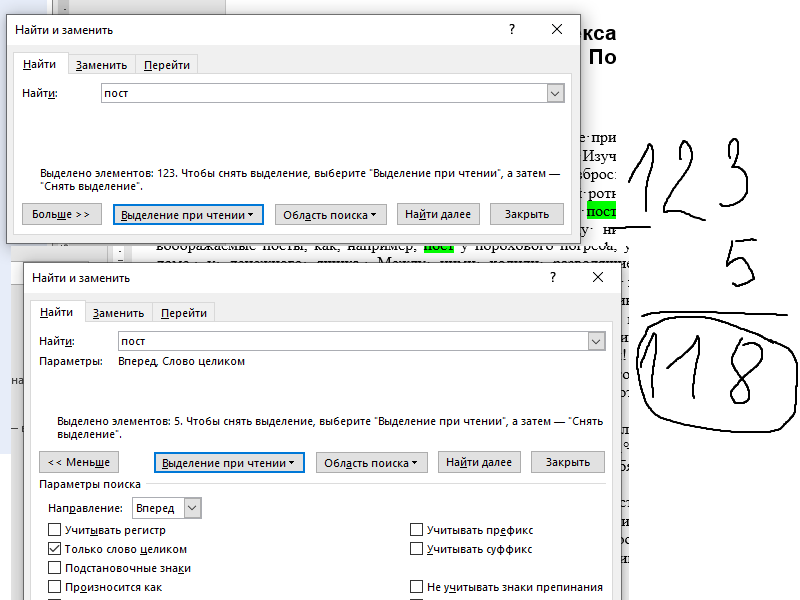 Найти и заменить
?
екса
По
Найти Заменить Перейти
Найти: пост
е при
Изуч
Выделено элементов: 123. Чтобы снять выделение, выберите "Выделение при чтении", а затем —
"Снять выделение".
Больше >> Выделение при чтении Область поиска Найти далее Закрыть
пост
у ни
123
воображаемые посты, как, например, пост у порохового погреба, у
5
118
Найти и заменить
?
Найти Заменить Перейти
Найти: пост
Параметры: Вперед, Слово целиком
Выделено элементов: 5. Чтобы снять выделение, выберите "Выделение при чтении", а затем — "Снять
выделение".
<< Меньше Выделение при чтении Область поиска Найти далее Закрыть
Параметры поиска
Направление: Вперед
Учитывать регистр Учитывать префикс
Только слово целиком Учитывать суффикс
Подстановочные знаки
Произносится как Не учитывать знаки препинания